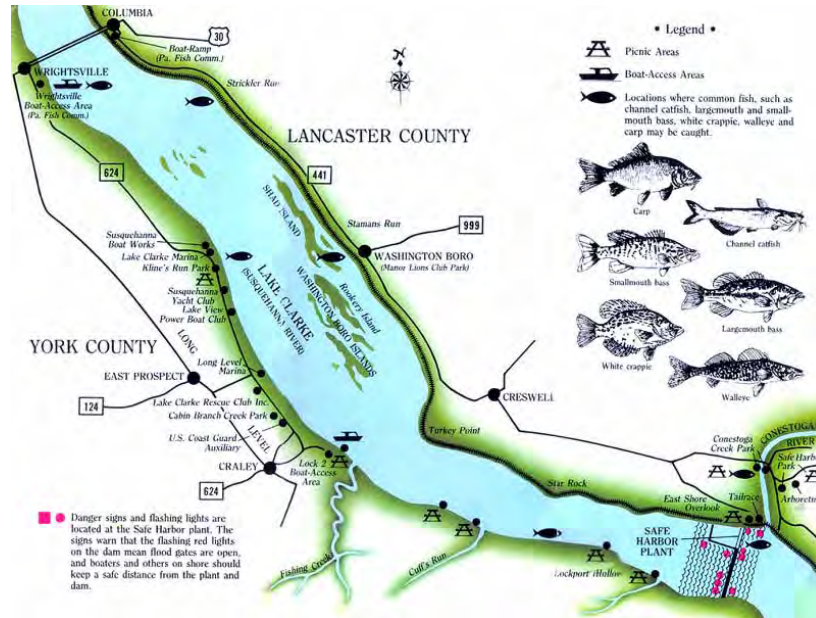 COLUMBIA
30
Boat-Ramp
(Pa. Fish Comm.)
WRIGHTSVILLE
Wrightsville
Boat-Access Area
(Pa. Fish Comm.)
Strickler Run
N
LANCASTER COUNTY
• Legend •
Picnic Areas
Boat-Access Areas
Locations where common fish, such as
channel catfish, largemouth and small-
mouth bass, white crappie, walleye and
carp may be caught.
Carp
Channel catfish
Smallmouth bass
Largemouth bass
White crappie
Walleye
624
441
SHAD ISLAND
Stamans Run
999
WASHINGTON BORO
(Manor Lions Club Park)
Susquehanna
Boat Works
Lake Clarke Marina
Kline's Run Park
Susquehanna
Yacht Club
Lake View
Power Boat Club
LAKE CLARKE
(SUSQUEHANNA RIVER)
Rookery Island
WASHINGTON BORO ISLANDS
YORK COUNTY
LONG
LEVEL
Long Level
Marina
EAST PROSPECT
124
Lake Clarke Rescue Club Inc.
Cabin Branch Creek Park
U.S. Coast Guard
Auxiliary
CRALEY
624
Lock 2
Boat-Access
Area
CRESWELL
Turkey Point
Star Rock
Conestoga
Creek Park
CONESTOGA
RIVER
Safe Harbor
Park
East Shore
Overlook
Tailrace
SAFE
HARBOR
PLANT
Fishing Creek
Cuff's Run
Lockport Hollow
Danger signs and flashing lights are
located at the Safe Harbor plant. The
signs warn that the flashing red lights
on the dam mean flood gates are open,
and boaters and others on shore should
keep a safe distance from the plant and
dam.